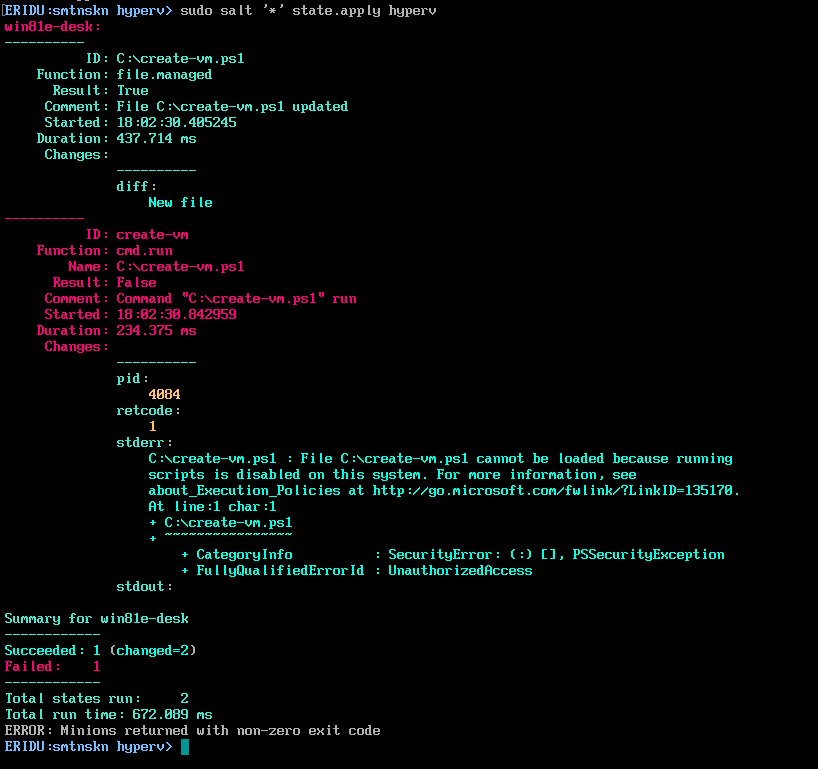 ERIDU:smtnskn hyperv> sudo salt '*' state.apply hyperv
win81e-desk:
----------
          ID: C:\create-vm.ps1
    Function: file.managed
      Result: True
     Comment: File C:\create-vm.ps1 updated
     Started: 18:02:30.405245
    Duration: 437.714 ms
     Changes:
              ----------
              diff:
                  New file
----------
          ID: create-vm
    Function: cmd.run
        Name: C:\create-vm.ps1
      Result: False
     Comment: Command "C:\create-vm.ps1" run
     Started: 18:02:30.842959
    Duration: 234.375 ms
     Changes:
              ----------
              pid:
                  4084
              retcode:
                  1
              stderr:
                  C:\create-vm.ps1 : File C:\create-vm.ps1 cannot be loaded because running
                  scripts is disabled on this system. For more information, see
                  about_Execution_Policies at http://go.microsoft.com/fwlink/?LinkID=135170.
                  At line:1 char:1
                  + C:\create-vm.ps1
                  + ~~~~~~~~~~~~~~~~
                      + CategoryInfo          : SecurityError: (:) [], PSSecurityException
                      + FullyQualifiedErrorId : UnauthorizedAccess
              stdout:

Summary for win81e-desk
------------
Succeeded: 1 (changed=2)
Failed:    1
------------
Total states run:     2
Total run time: 672.089 ms
ERROR: Minions returned with non-zero exit code
ERIDU:smtnskn hyperv>